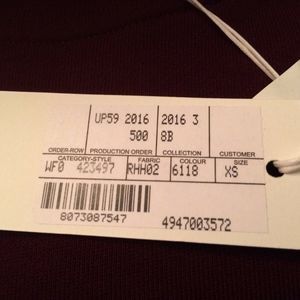 UP59 2016 2016 3
500 8B
ORDER-ROW PRODUCTION ORDER COLLECTION CUSTOMER
CATEGORY-STYLE FABRIC COLOUR SIZE
WF0 423497 RHH02 6118 XS
8073087547 4947003572